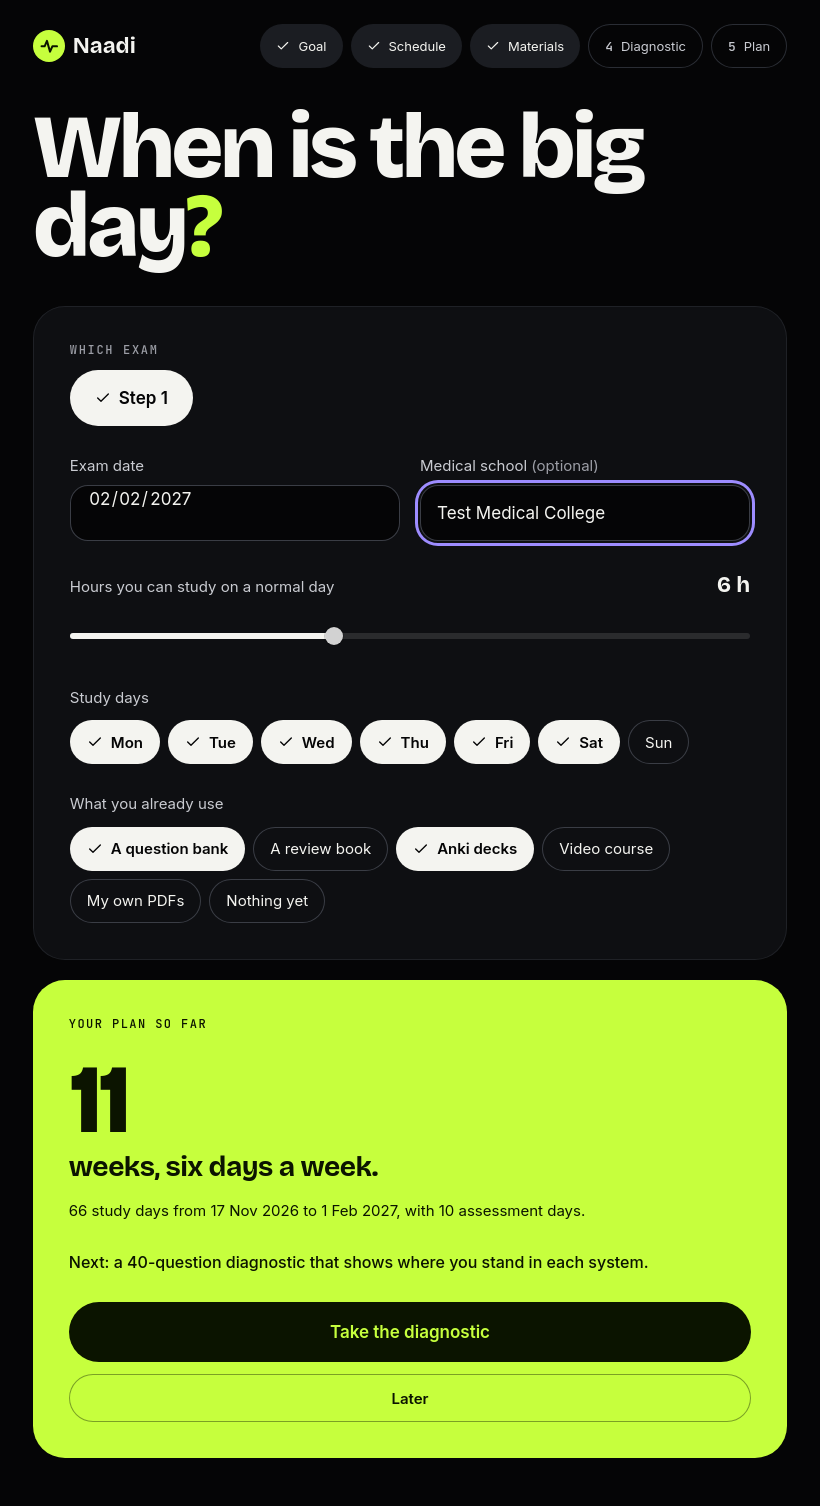 Naadi
Goal
Schedule
Materials
4 Diagnostic
5 Plan
When is the big
day?
WHICH EXAM
Step 1
Exam date
Medical school (optional)
02/02/2027
Test Medical College
Hours you can study on a normal day
6 h
Study days
Mon
Tue
Wed
Thu
Fri
Sat
Sun
What you already use
A question bank
A review book
Anki decks
Video course
My own PDFs
Nothing yet
YOUR PLAN SO FAR
11
weeks, six days a week.
66 study days from 17 Nov 2026 to 1 Feb 2027, with 10 assessment days.
Next: a 40-question diagnostic that shows where you stand in each system.
Take the diagnostic
Later